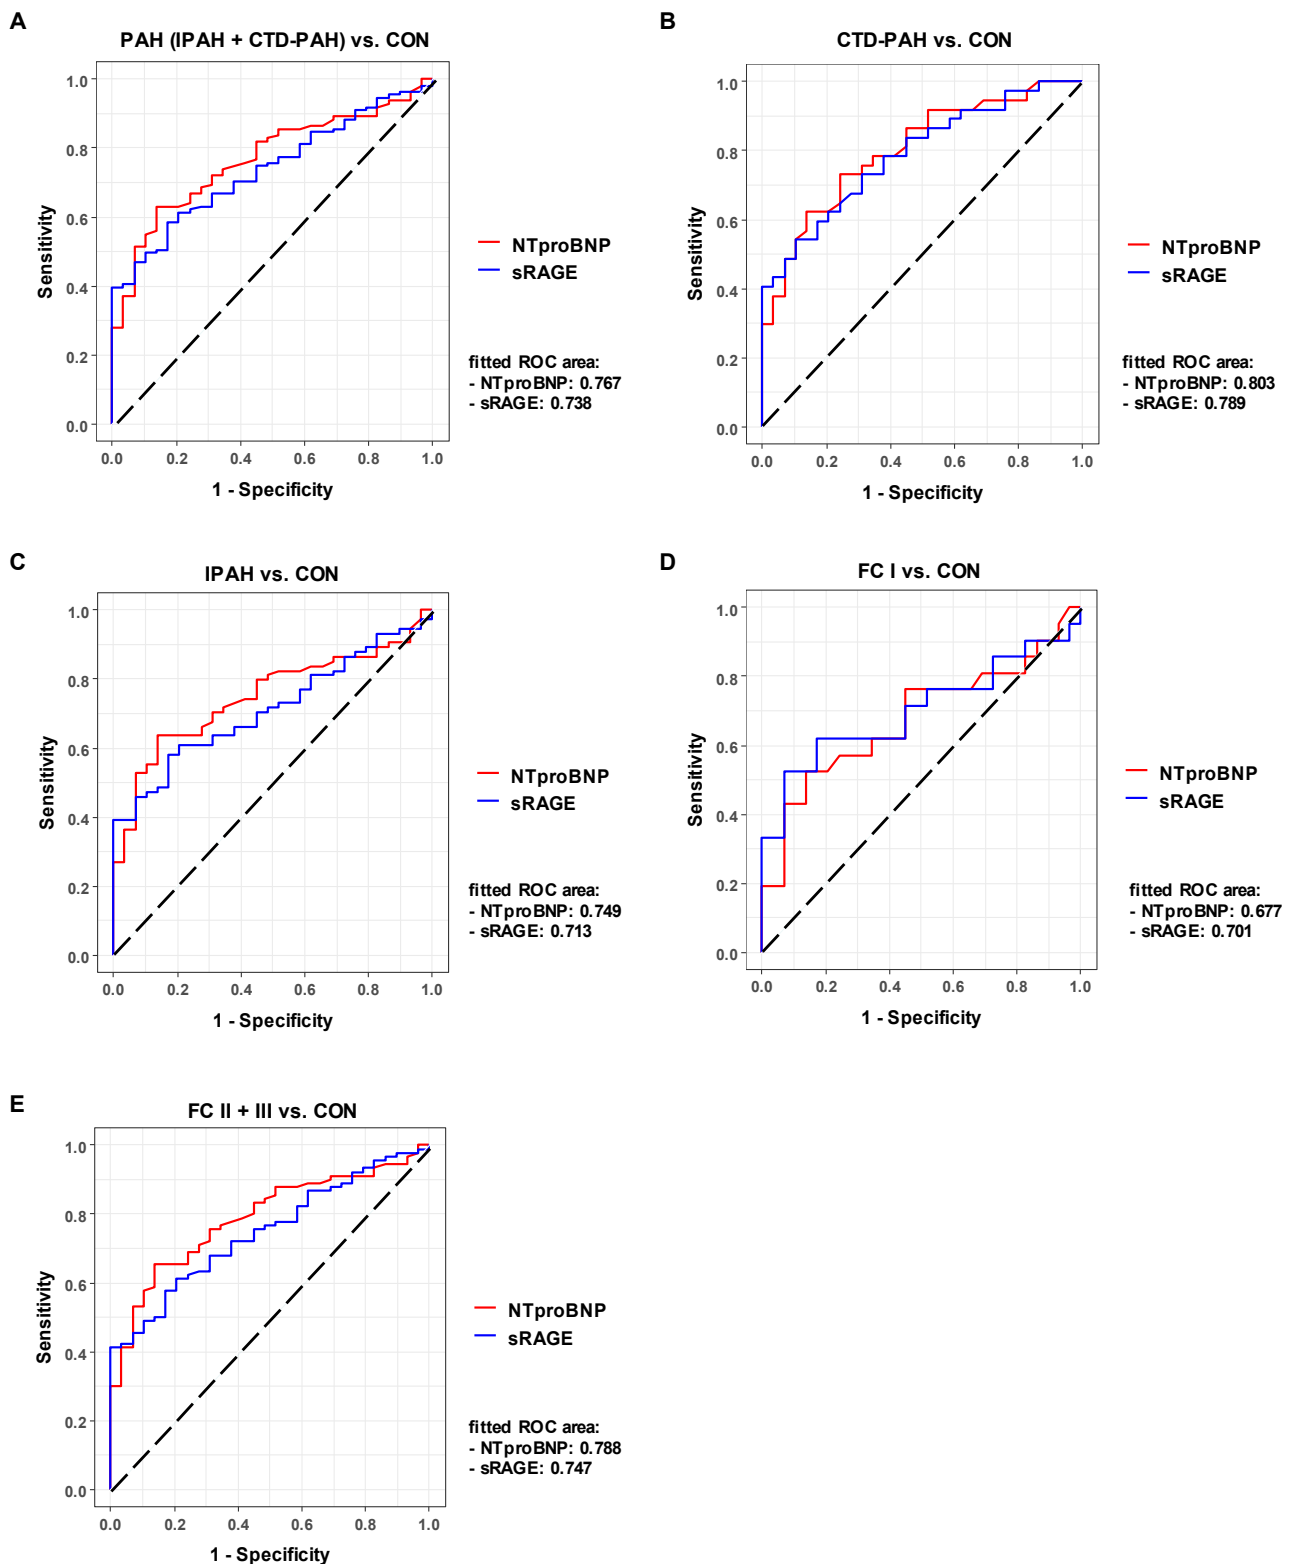 A
PAH (IPAH + CTD-PAH) vs. CON
1.0
0.8
0.6
0.4
0.2
0.0
Sensitivity
0.0 0.2 0.4 0.6 0.8 1.0
1 - Specificity
NTproBNP
sRAGE
fitted ROC area:
- NTproBNP: 0.767
- sRAGE: 0.738
B
CTD-PAH vs. CON
1.0
0.8
0.6
0.4
0.2
0.0
Sensitivity
0.0 0.2 0.4 0.6 0.8 1.0
1 - Specificity
NTproBNP
sRAGE
fitted ROC area:
- NTproBNP: 0.803
- sRAGE: 0.789
C
IPAH vs. CON
1.0
0.8
0.6
0.4
0.2
0.0
Sensitivity
0.0 0.2 0.4 0.6 0.8 1.0
1 - Specificity
NTproBNP
sRAGE
fitted ROC area:
- NTproBNP: 0.749
- sRAGE: 0.713
D
FC I vs. CON
1.0
0.8
0.6
0.4
0.2
0.0
Sensitivity
0.0 0.2 0.4 0.6 0.8 1.0
1 - Specificity
NTproBNP
sRAGE
fitted ROC area:
- NTproBNP: 0.677
- sRAGE: 0.701
E
FC II + III vs. CON
1.0
0.8
0.6
0.4
0.2
0.0
Sensitivity
0.0 0.2 0.4 0.6 0.8 1.0
1 - Specificity
NTproBNP
sRAGE
fitted ROC area:
- NTproBNP: 0.788
- sRAGE: 0.747